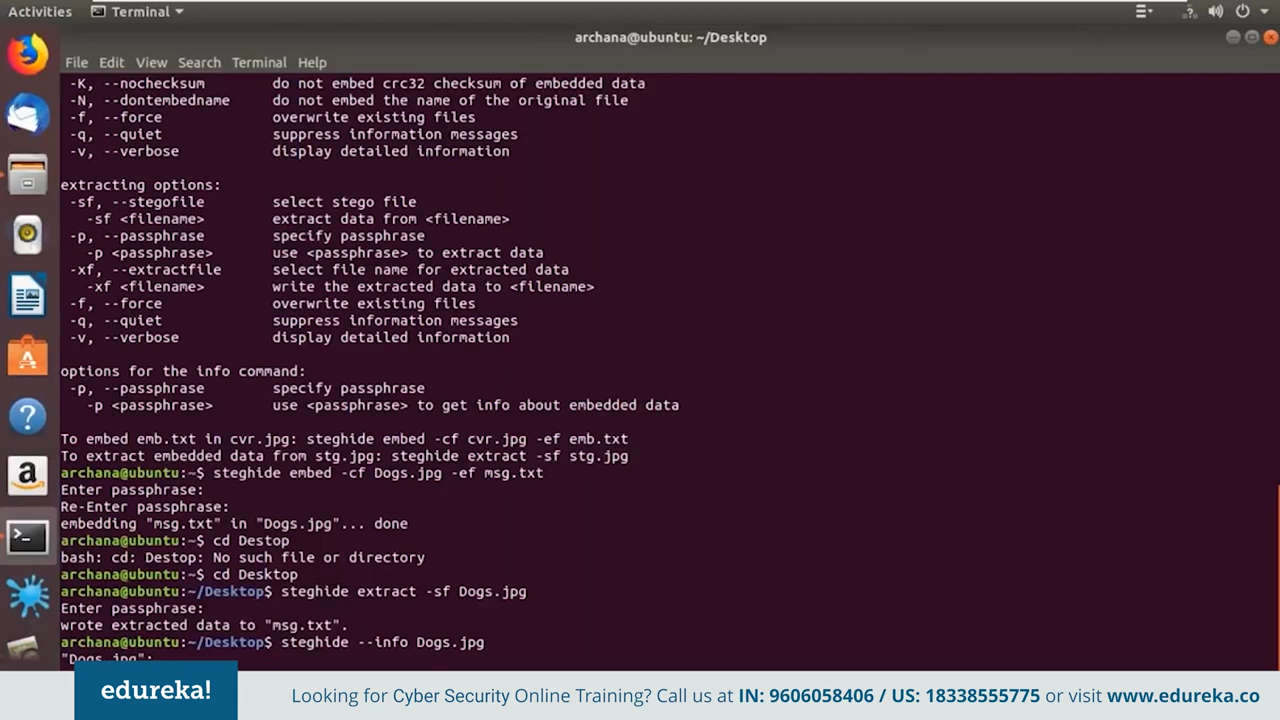 Activities Terminal
archana@ubuntu: ~/Desktop
File Edit View Search Terminal Help
-K, --nochecksum do not embed crc32 checksum of embedded data
-N, --dontembedname do not embed the name of the original file
-f, --force overwrite existing files
-q, --quiet suppress information messages
-v, --verbose display detailed information
extracting options:
-sf, --stegofile select stego file
-sf <filename> extract data from <filename>
-p, --passphrase specify passphrase
-p <passphrase> use <passphrase> to extract data
-xf, --extractfile select file name for extracted data
-xf <filename> write the extracted data to <filename>
-f, --force overwrite existing files
-q, --quiet suppress information messages
-v, --verbose display detailed information
options for the info command:
-p, --passphrase specify passphrase
-p <passphrase> use <passphrase> to get info about embedded data
To embed emb.txt in cvr.jpg: steghide embed -cf cvr.jpg -ef emb.txt
To extract embedded data from stg.jpg: steghide extract -sf stg.jpg
archana@ubuntu:~$ steghide embed -cf Dogs.jpg -ef msg.txt
Enter passphrase:
Re-Enter passphrase:
embedding "msg.txt" in "Dogs.jpg"... done
archana@ubuntu:~$ cd Destop
bash: cd: Destop: No such file or directory
archana@ubuntu:~$ cd Desktop
archana@ubuntu:~/Desktop$ steghide extract -sf Dogs.jpg
Enter passphrase:
wrote extracted data to "msg.txt".
archana@ubuntu:~/Desktop$ steghide --info Dogs.jpg
"Dogs.jpg":
edureka!
Looking for Cyber Security Online Training? Call us at IN: 9606058406 / US: 18338555775 or visit www.edureka.co